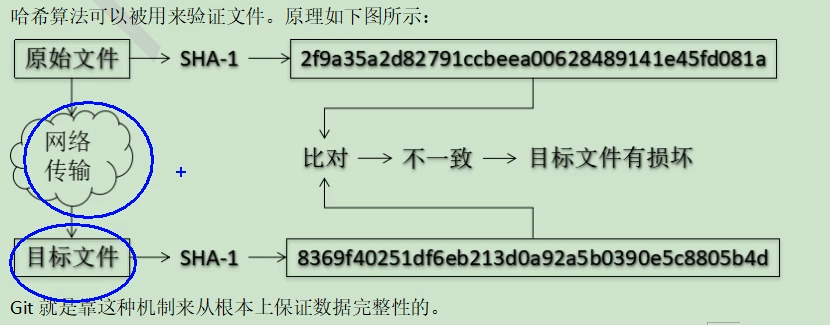 哈希算法可以被用来验证文件。原理如下图所示：
原始文件 SHA-1 2f9a35a2d82791ccbeea00628489141e45fd081a
网络
传输
比对 不一致 目标文件有损坏
目标文件 SHA-1 8369f40251df6eb213d0a92a5b0390e5c8805b4d
Git 就是靠这种机制来从根本上保证数据完整性的。